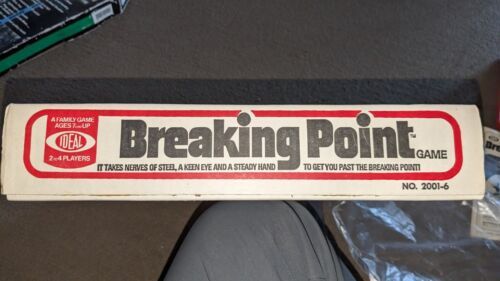 A FAMILY GAME
AGES 7 AND UP
IDEAL
2 TO 4 PLAYERS
Breaking Point™
GAME
IT TAKES NERVES OF STEEL, A KEEN EYE AND A STEADY HAND TO GET YOU PAST THE BREAKING POINT!
NO. 2001-6